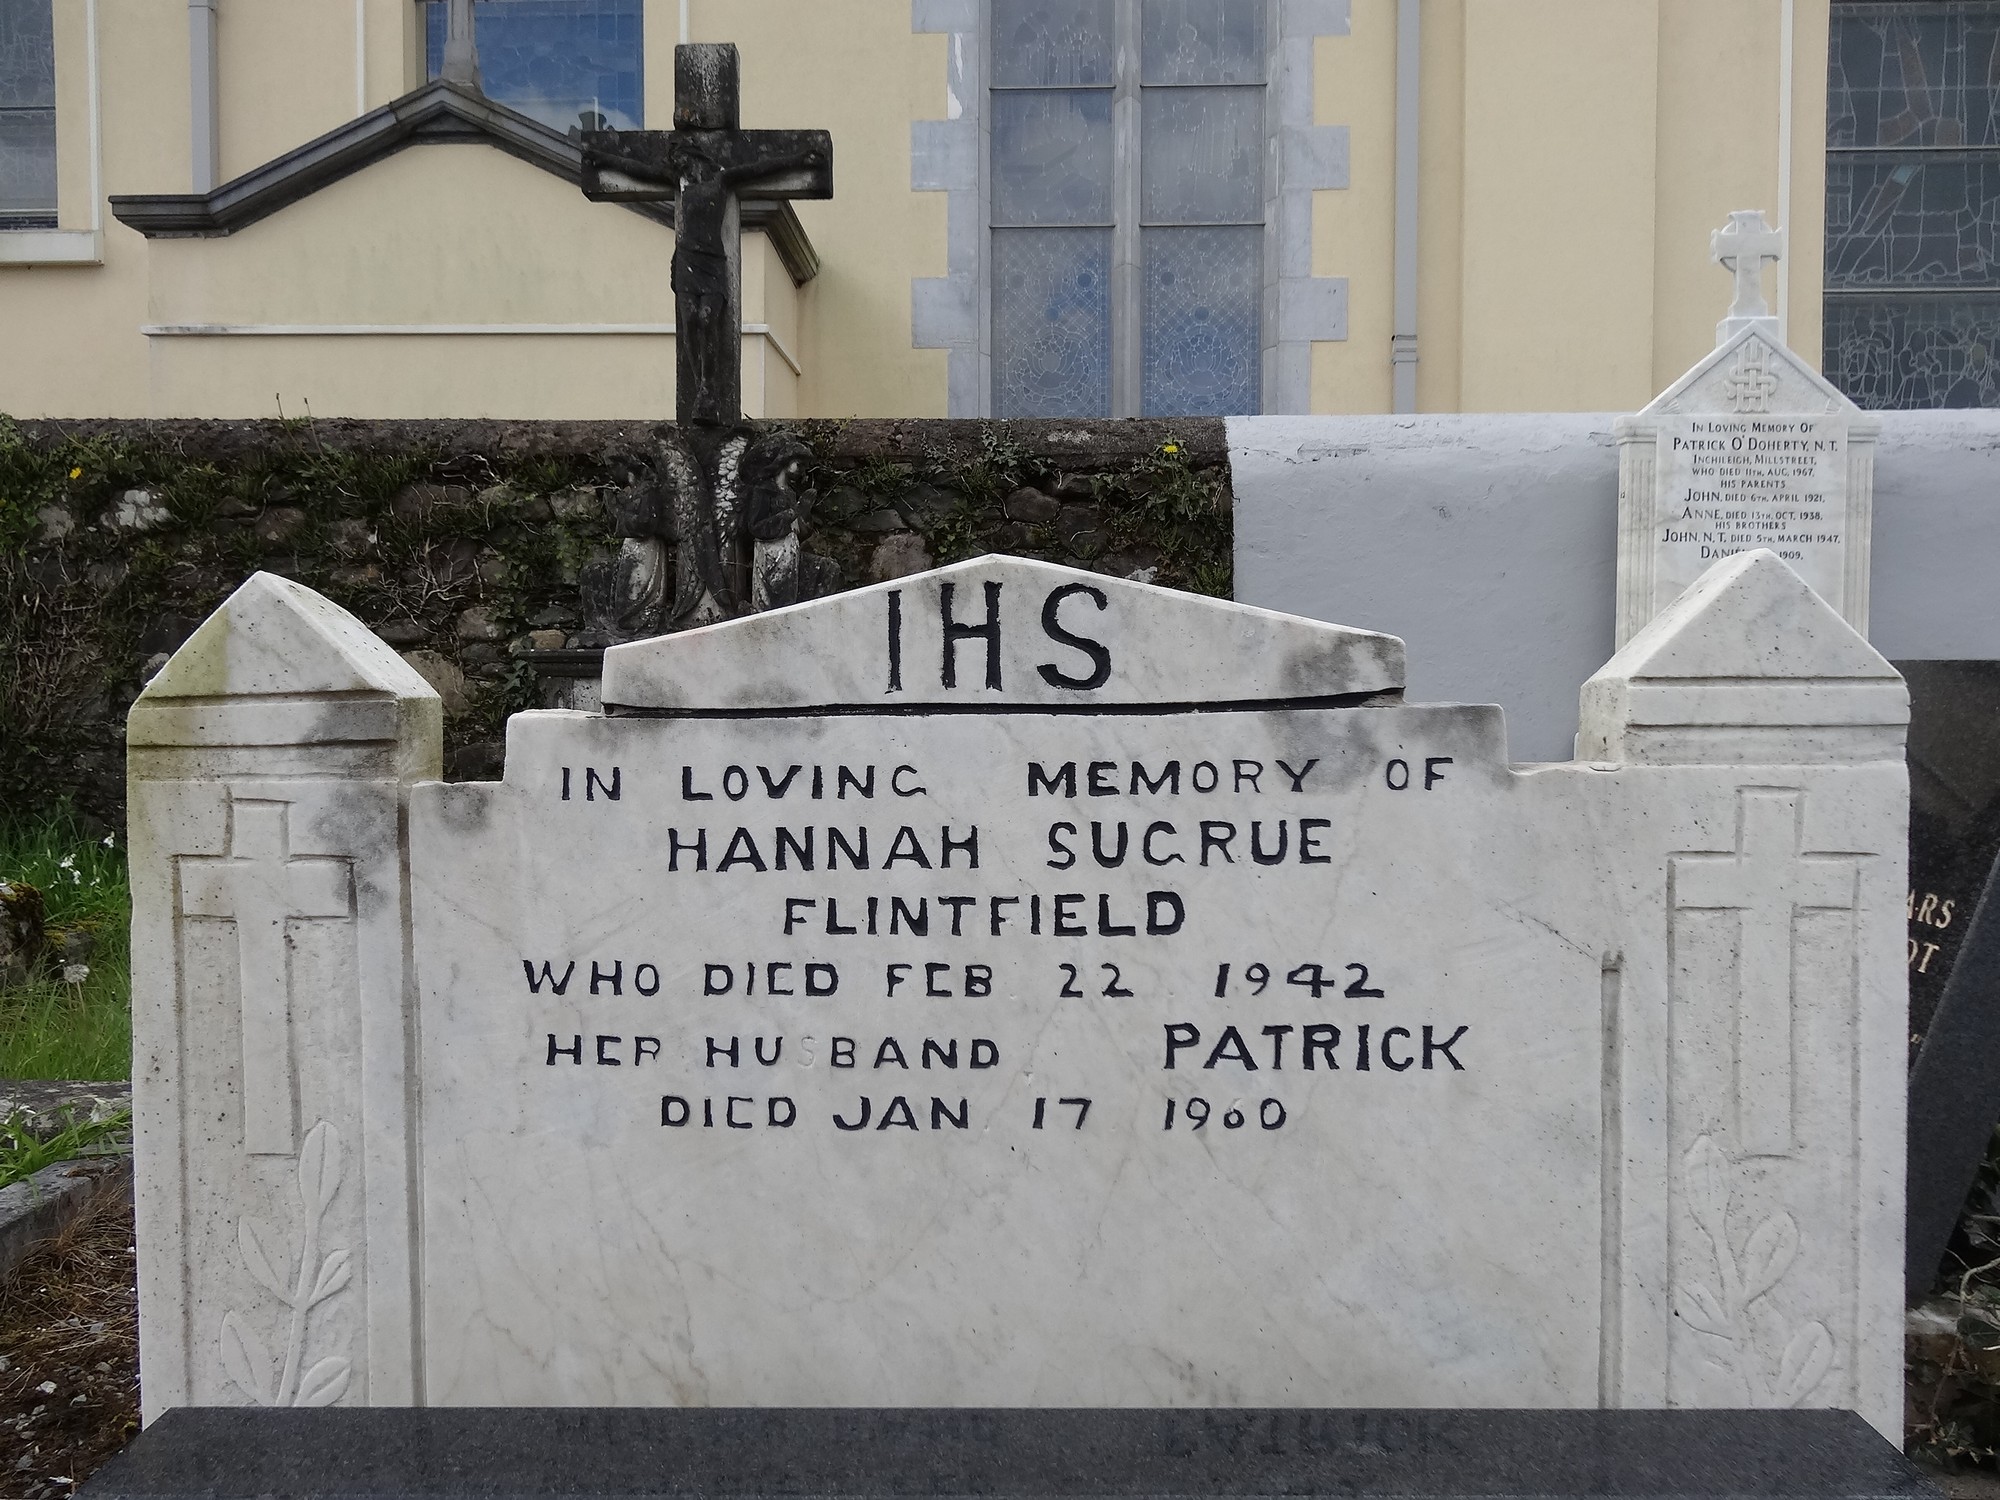 IHS
IN LOVING MEMORY OF
HANNAH SUGRUE
FLINTFIELD
WHO DIED FEB 22 1942
HER HUSBAND PATRICK
DIED JAN 17 1960
IHS
IN LOVING MEMORY OF
PATRICK O'DOHERTY, N.T.
INCHILEIGH, MILLSTREET,
WHO DIED 11TH, AUG, 1967,
HIS PARENTS
JOHN, DIED 6TH, APRIL 1921,
ANNE, DIED 13TH, OCT, 1938,
HIS BROTHERS
JOHN, N.T, DIED 5TH, MARCH 1947,
1909,